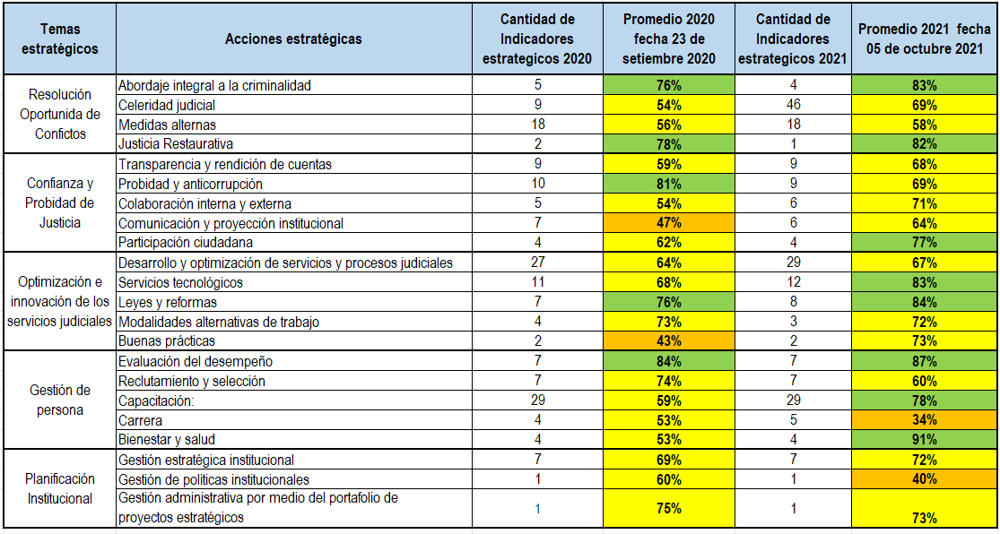 Temas estratégicos | Acciones estratégicas | Cantidad de Indicadores estrategicos 2020 | Promedio 2020 fecha 23 de setiembre 2020 | Cantidad de Indicadores estrategicos 2021 | Promedio 2021 fecha 05 de octubre 2021
Resolución Oportunida de Confictos
Abordaje integral a la criminalidad | 5 | 76% | 4 | 83%
Celeridad judicial | 9 | 54% | 46 | 69%
Medidas alternas | 18 | 56% | 18 | 58%
Justicia Restaurativa | 2 | 78% | 1 | 82%
Confianza y Probidad de Justicia
Transparencia y rendición de cuentas | 9 | 59% | 9 | 68%
Probidad y anticorrupción | 10 | 81% | 9 | 69%
Colaboración interna y externa | 5 | 54% | 6 | 71%
Comunicación y proyección institucional | 7 | 47% | 6 | 64%
Participación ciudadana | 4 | 62% | 4 | 77%
Optimización e innovación de los servicios judiciales
Desarrollo y optimización de servicios y procesos judiciales | 27 | 64% | 29 | 67%
Servicios tecnológicos | 11 | 68% | 12 | 83%
Leyes y reformas | 7 | 76% | 8 | 84%
Modalidades alternativas de trabajo | 4 | 73% | 3 | 72%
Buenas prácticas | 2 | 43% | 2 | 73%
Gestión de persona
Evaluación del desempeño | 7 | 84% | 7 | 87%
Reclutamiento y selección | 7 | 74% | 7 | 60%
Capacitación: | 29 | 59% | 29 | 78%
Carrera | 4 | 53% | 5 | 34%
Bienestar y salud | 4 | 53% | 4 | 91%
Planificación Institucional
Gestión estratégica institucional | 7 | 69% | 7 | 72%
Gestión de políticas institucionales | 1 | 60% | 1 | 40%
Gestión administrativa por medio del portafolio de proyectos estratégicos | 1 | 75% | 1 | 73%